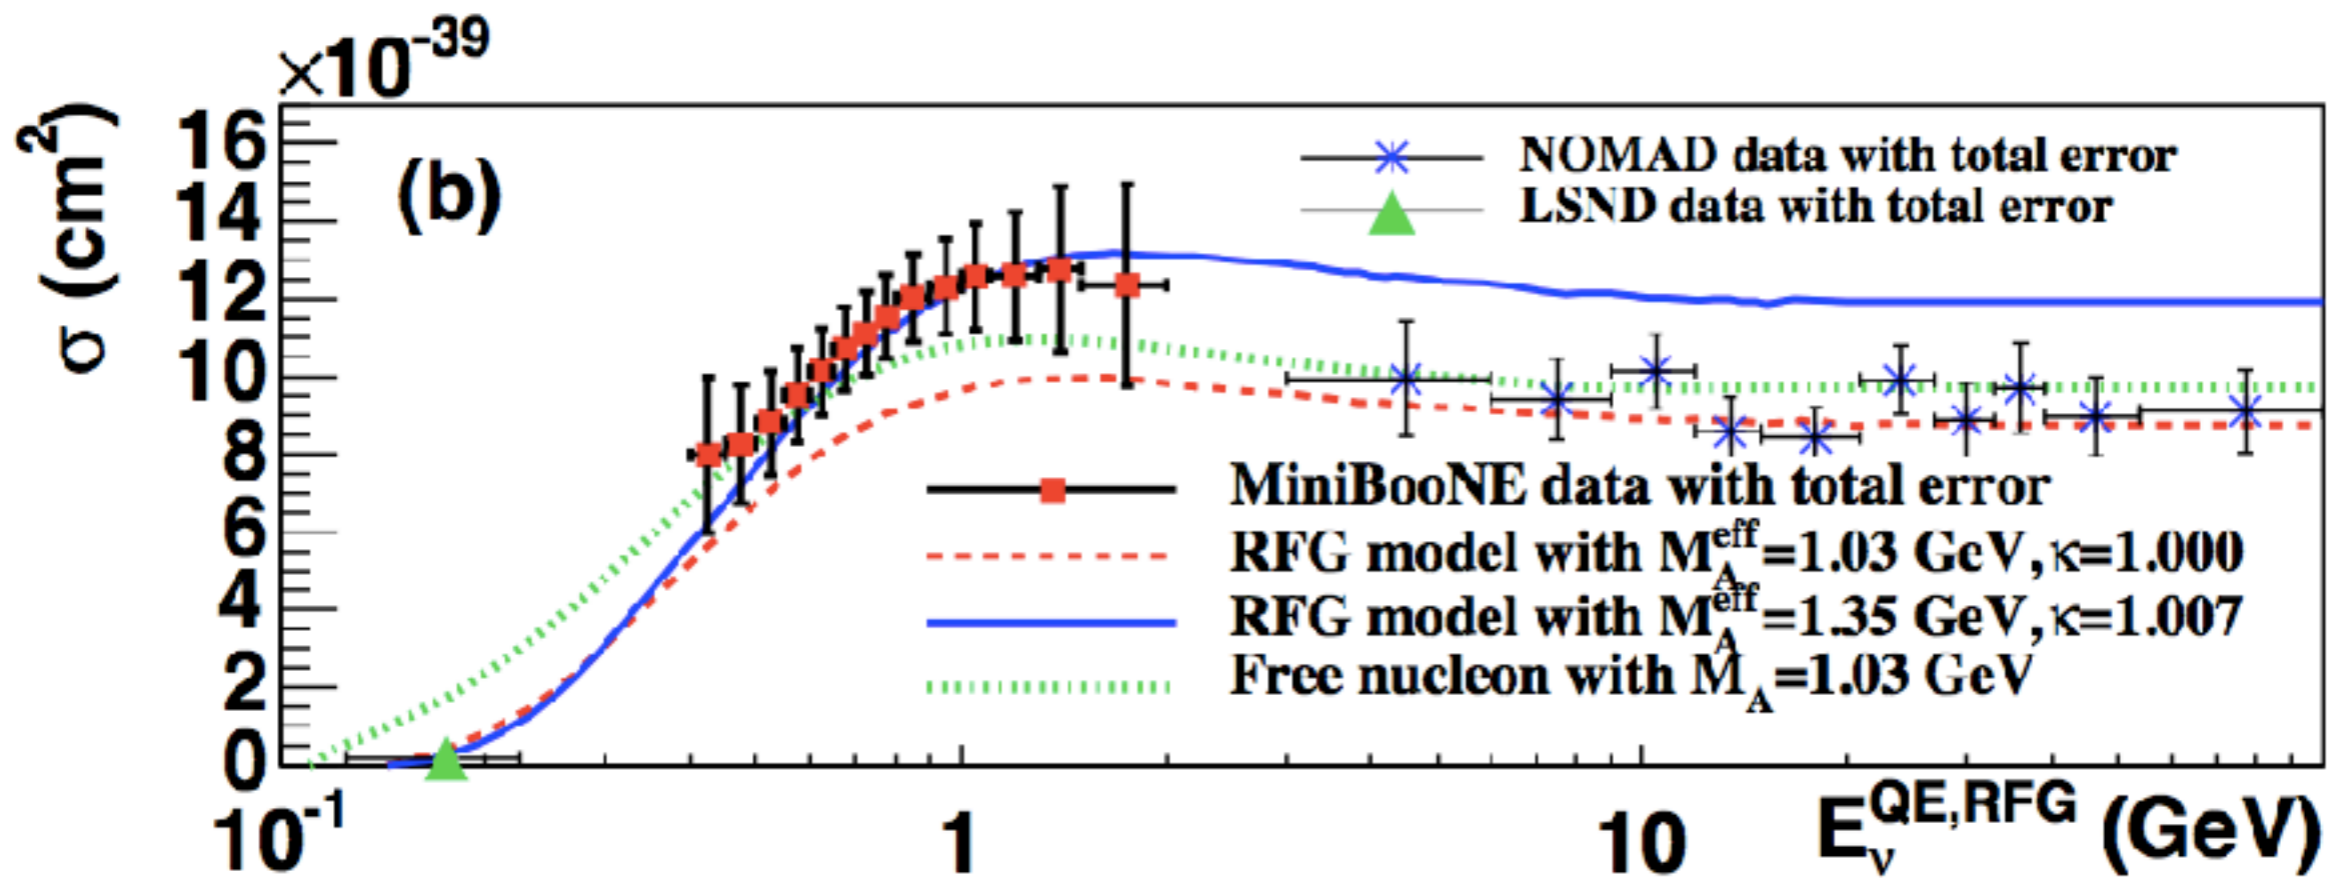 ×10⁻³⁹
σ (cm²)
16
14
12
10
8
6
4
2
0
(b)
NOMAD data with total error
LSND data with total error
MiniBooNE data with total error
RFG model with M_A^eff=1.03 GeV,κ=1.000
RFG model with M_A^eff=1.35 GeV,κ=1.007
Free nucleon with M_A=1.03 GeV
10⁻¹
1
10
E_ν^QE,RFG (GeV)